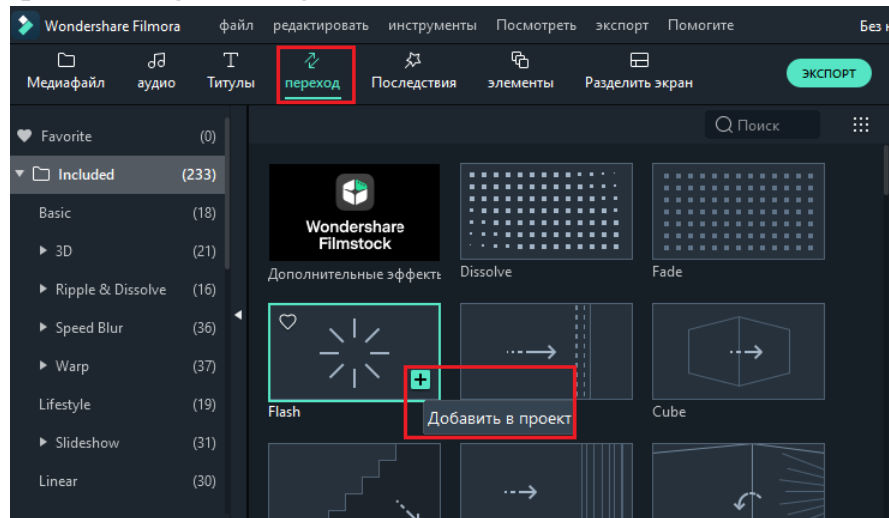 Wondershare Filmora файл редактировать инструменты Посмотреть экспорт Помогите Без
Медиафайл аудио Титулы переход Последствия элементы Разделить экран экспорт
Поиск
Favorite (0)
Included (233)
Basic (18)
3D (21)
Ripple & Dissolve (16)
Speed Blur (36)
Warp (37)
Lifestyle (19)
Slideshow (31)
Linear (30)
Wondershare
Filmstock
Дополнительные эффекть Dissolve Fade
Flash Cube
Добавить в проект